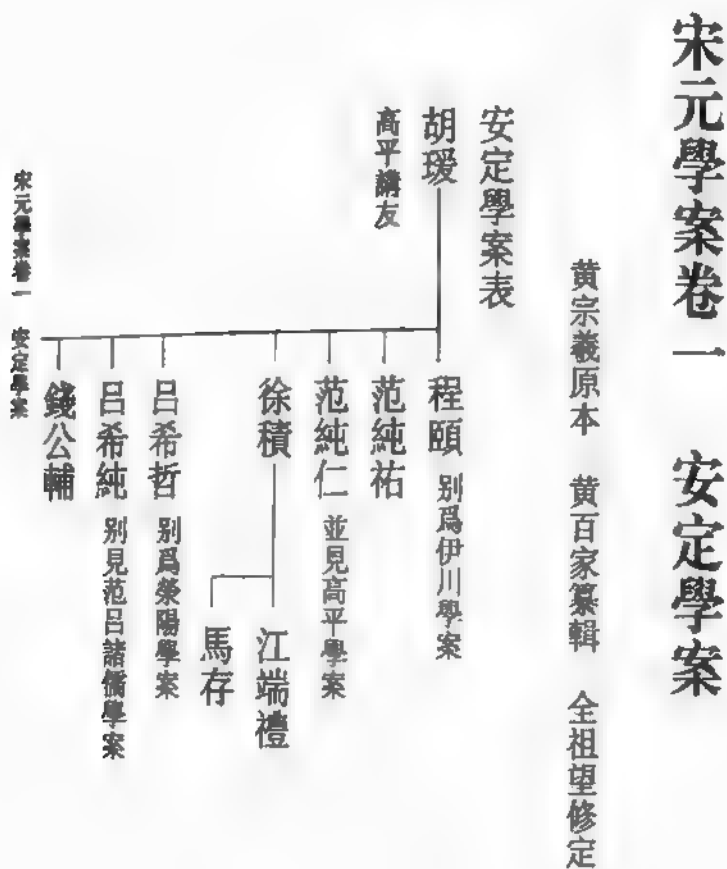 宋元學案卷一　安定學案
黃宗羲原本　黃百家纂輯　全祖望修定
安定學案表
胡瑗
高平講友
程頤　別爲伊川學案
范純祐
范純仁　並見高平學案
徐積
江端禮
馬存
呂希哲　別爲滎陽學案
呂希純　別見范呂諸儒學案
錢公輔
宋元學案卷一　安定學案